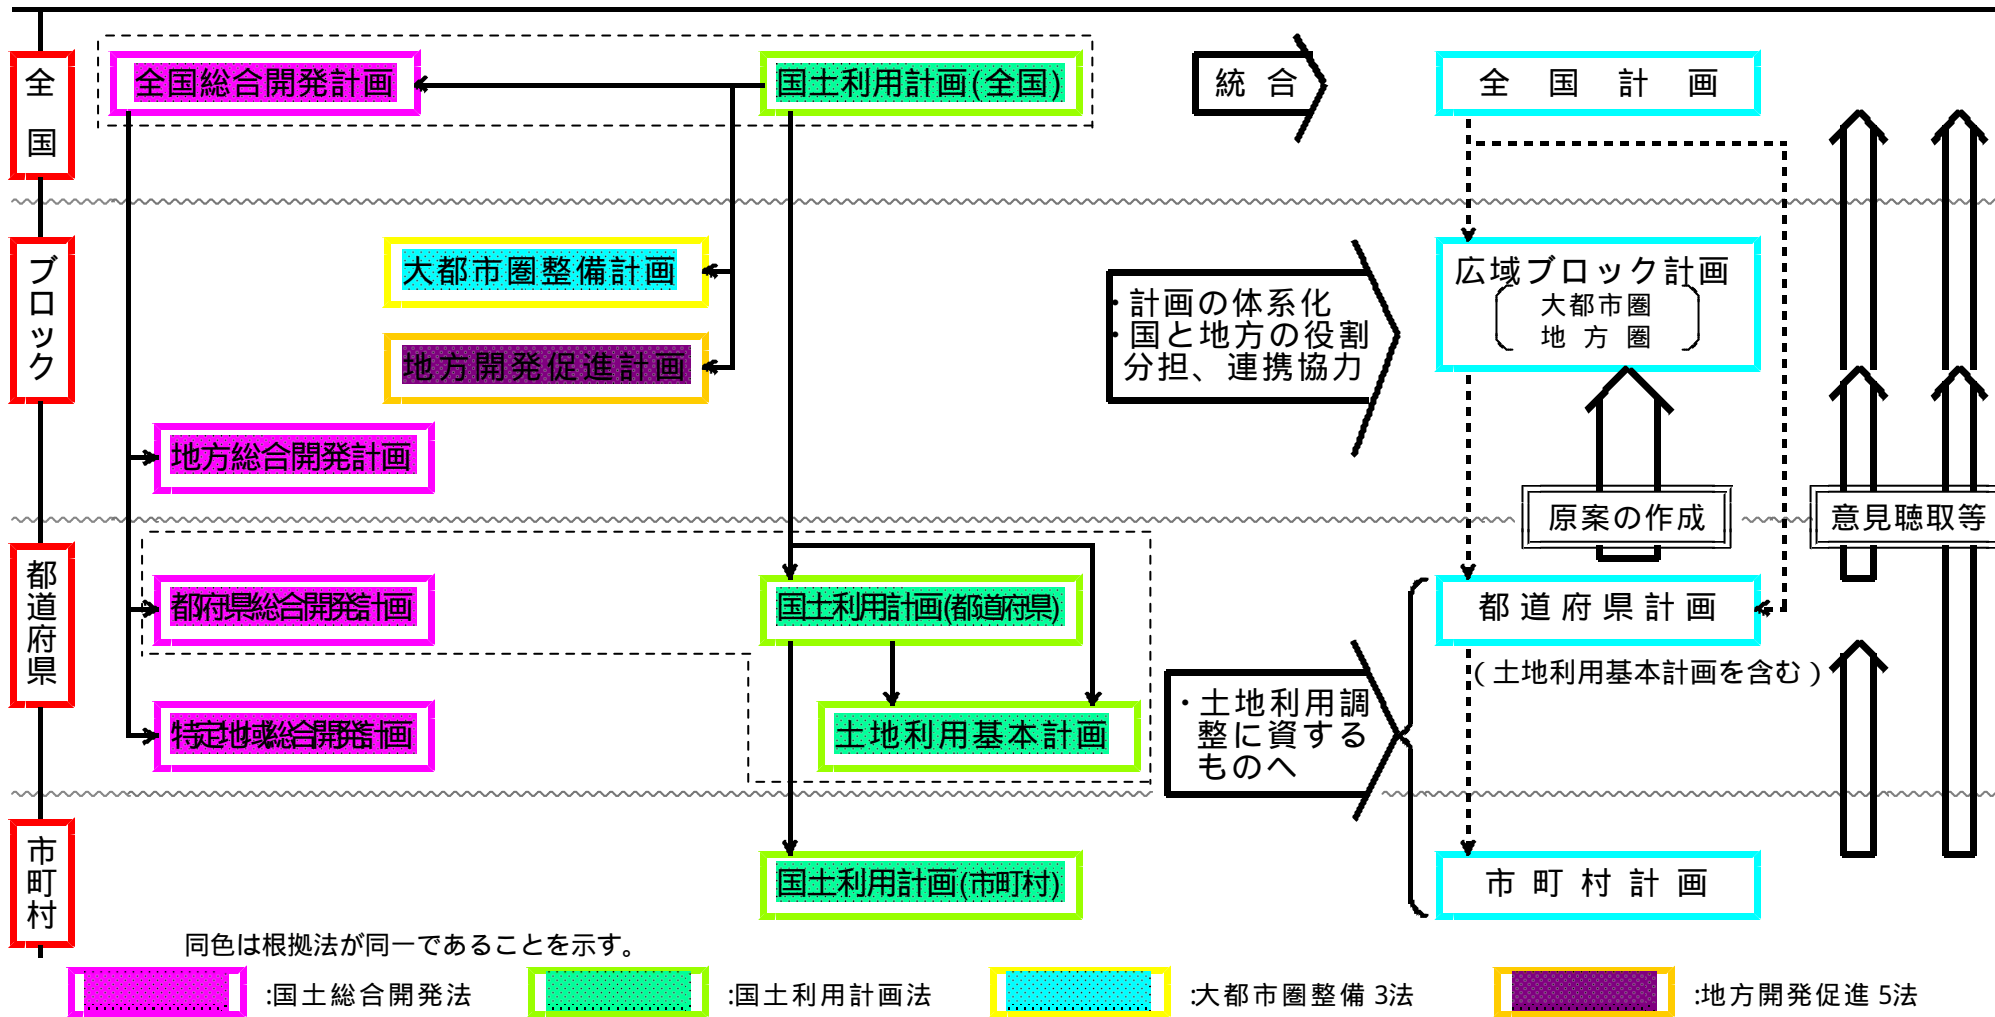 全国
全国総合開発計画
国土利用計画(全国)
統合
全国計画
ブロック
大都市圏整備計画
地方開発促進計画
地方総合開発計画
・計画の体系化
・国と地方の役割
分担、連携協力
広域ブロック計画
大都市圏
地方圏
原案の作成
意見聴取等
都道府県
都府県総合開発計画
国土利用計画(都道府県)
都道府県計画
(土地利用基本計画を含む)
特定地域総合開発計画
土地利用基本計画
・土地利用調
整に資する
ものへ
市町村
国土利用計画(市町村)
市町村計画
同色は根拠法が同一であることを示す。
:国土総合開発法
:国土利用計画法
:大都市圏整備3法
:地方開発促進5法